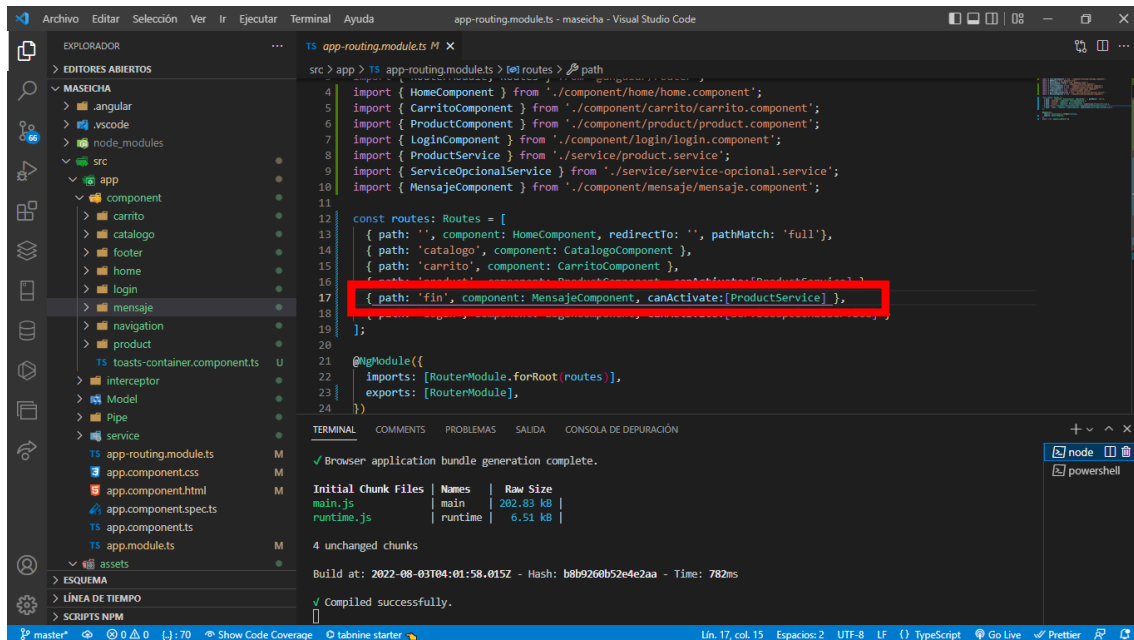 Archivo Editar Selección Ver Ir Ejecutar Terminal Ayuda app-routing.module.ts - maseicha - Visual Studio Code
EXPLORADOR ...
EDITORES ABIERTOS
MASEICHA
.angular
.vscode
node_modules
src
app
component
carrito
catalogo
footer
home
login
mensaje
navigation
product
toasts-container.component.ts U
interceptor
Model
Pipe
service
app-routing.module.ts M
app.component.css M
app.component.html M
app.component.spec.ts
app.component.ts
app.module.ts M
assets
ESQUEMA
LÍNEA DE TIEMPO
SCRIPTS NPM
66
TS app-routing.module.ts M
src > app > TS app-routing.module.ts > routes > path
4 import { HomeComponent } from './component/home/home.component';
5 import { CarritoComponent } from './component/carrito/carrito.component';
6 import { ProductComponent } from './component/product/product.component';
7 import { LoginComponent } from './component/login/login.component';
8 import { ProductService } from './service/product.service';
9 import { ServiceOpcionalService } from './service/service-opcional.service';
10 import { MensajeComponent } from './component/mensaje/mensaje.component';
11
12 const routes: Routes = [
13 { path: '', component: HomeComponent, redirectTo: '', pathMatch: 'full'},
14 { path: 'catalogo', component: CatalogoComponent },
15 { path: 'carrito', component: CarritoComponent },
16
17 { path: 'fin', component: MensajeComponent, canActivate:[ProductService] },
18
19 ];
20
21 @NgModule({
22 imports: [RouterModule.forRoot(routes)],
23 exports: [RouterModule],
24 })
TERMINAL COMMENTS PROBLEMAS SALIDA CONSOLA DE DEPURACIÓN
√ Browser application bundle generation complete.
Initial Chunk Files | Names | Raw Size
main.js | main | 202.83 kB |
runtime.js | runtime | 6.51 kB |
4 unchanged chunks
Build at: 2022-08-03T04:01:58.015Z - Hash: b8b9260b52e4e2aa - Time: 782ms
√ Compiled successfully.
node
powershell
master* 0 0 {..} : 70 Show Code Coverage tabnine starter Lín. 17, col. 15 Espacios: 2 UTF-8 LF {} TypeScript Go Live Prettier